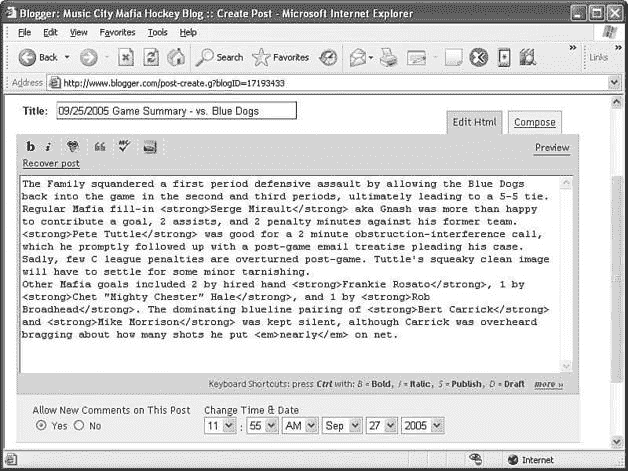 Blogger: Music City Mafia Hockey Blog :: Create Post - Microsoft Internet Explorer
File Edit View Favorites Tools Help
Back Search Favorites
Links
Address http://www.blogger.com/post-create.g?blogID=17193433
Title: 09/25/2005 Game Summary - vs. Blue Dogs
Edit Html Compose
b i ABC Preview
Recover post
The Family squandered a first period defensive assault by allowing the Blue Dogs
back into the game in the second and third periods, ultimately leading to a 5-5 tie.
Regular Mafia fill-in <strong>Serge Mirault</strong> aka Gnash was more than happy
to contribute a goal, 2 assists, and 2 penalty minutes against his former team.
<strong>Pete Tuttle</strong> was good for a 2 minute obstruction-interference call,
which he promptly followed up with a post-game email treatise pleading his case.
Sadly, few C league penalties are overturned post-game. Tuttle's squeaky clean image
will have to settle for some minor tarnishing.
Other Mafia goals included 2 by hired hand <strong>Frankie Rosato</strong>, 1 by
<strong>Chet "Mighty Chester" Hale</strong>, and 1 by <strong>Rob
Broadhead</strong>. The dominating blueline pairing of <strong>Bert Carrick</strong>
and <strong>Mike Morrison</strong> was kept silent, although Carrick was overheard
bragging about how many shots he put <em>nearly</em> on net.
Keyboard Shortcuts: press Ctrl with: B = Bold, I = Italic, S = Publish, D = Draft more »
Allow New Comments on This Post Change Time & Date
Yes No 11 : 55 AM Sep 27 2005
Internet